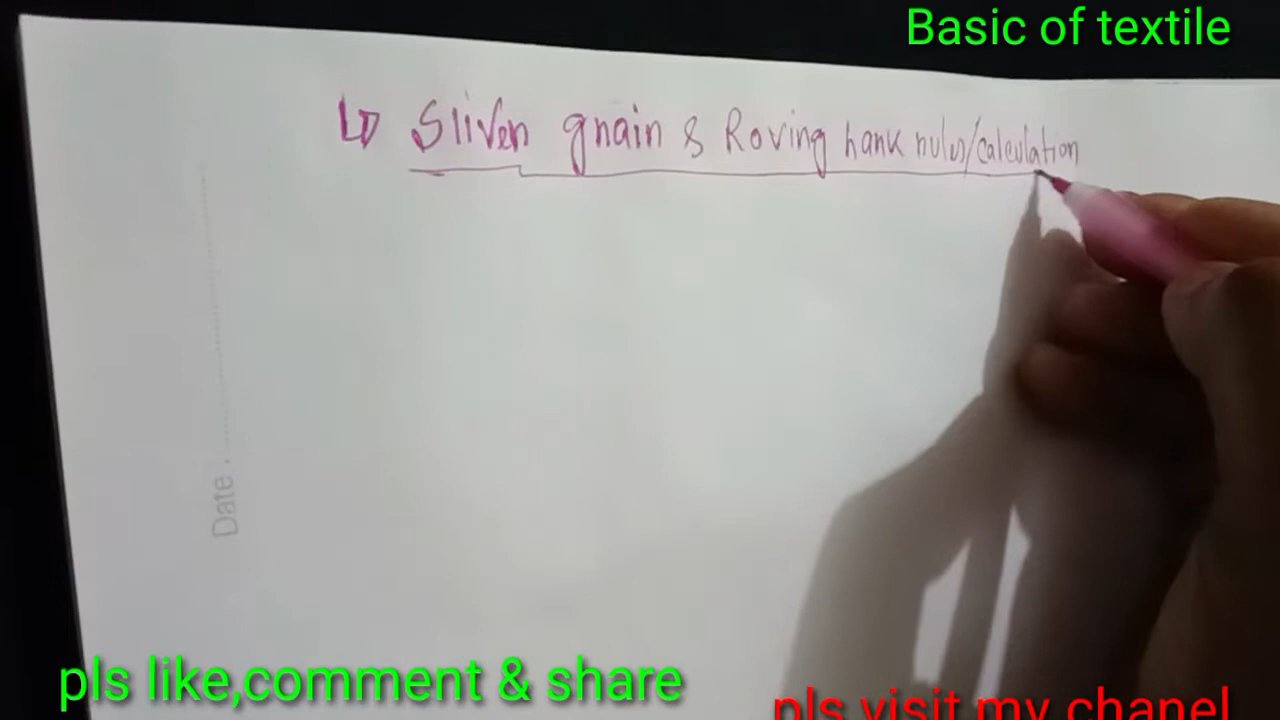 Basic of textile
Sliver grain & Roving hank rules/calculation
Date :
pls like,comment & share
pls visit my chanel